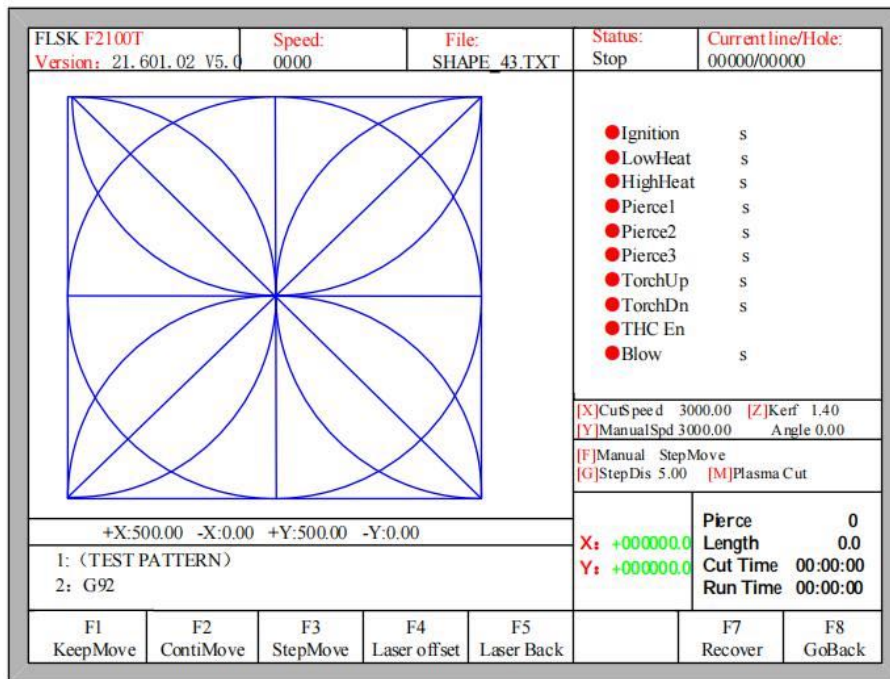 FLSK F2100T
Version：21.601.02 V5.0
Speed:
0000
File:
SHAPE_43.TXT
Status:
Stop
Currentline/Hole:
00000/00000
Ignition s
LowHeat s
HighHeat s
Pierce1 s
Pierce2 s
Pierce3 s
TorchUp s
TorchDn s
THC En
Blow s
[X]CutSpeed 3000.00 [Z]Kerf 1.40
[Y]ManualSpd 3000.00 Angle 0.00
[F]Manual StepMove
[G]StepDis 5.00 [M]Plasma Cut
+X:500.00 -X:0.00 +Y:500.00 -Y:0.00
1:（TEST PATTERN）
2：G92
X：+000000.0
Y：+000000.0
Pierce 0
Length 0.0
Cut Time 00:00:00
Run Time 00:00:00
F1
KeepMove
F2
ContiMove
F3
StepMove
F4
Laser offset
F5
Laser Back
F7
Recover
F8
GoBack